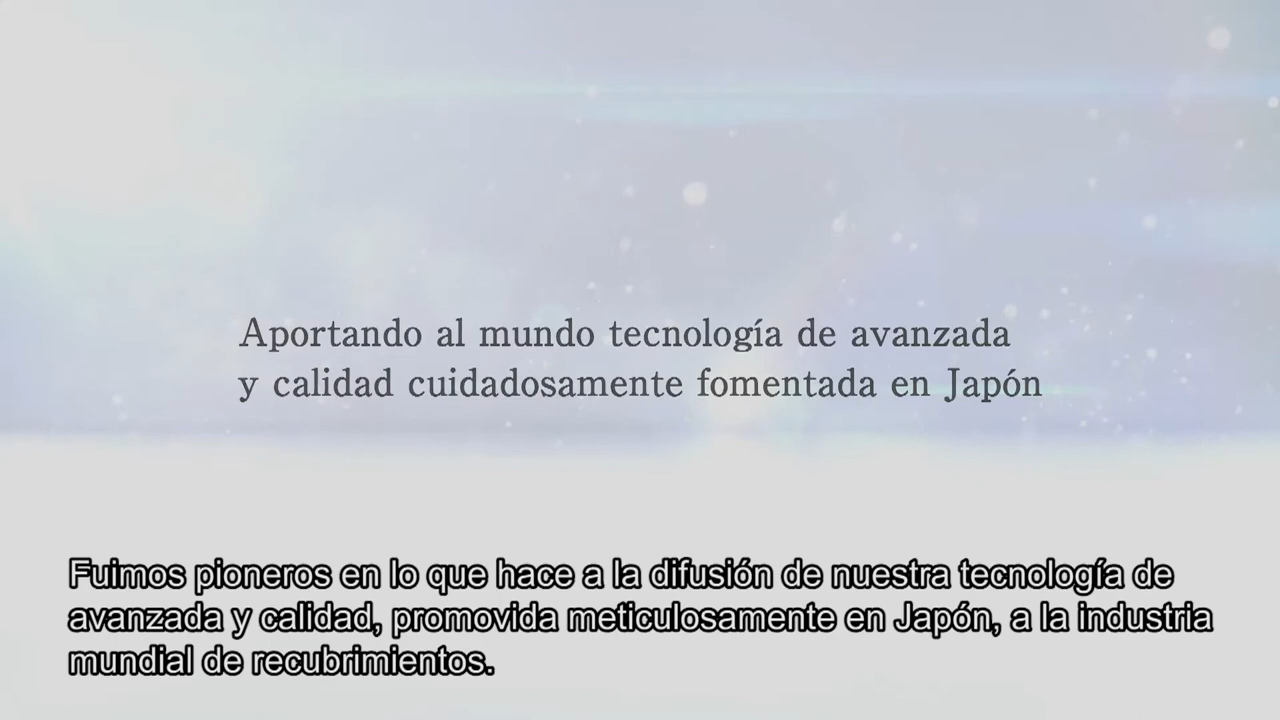 Aportando al mundo tecnología de avanzada
y calidad cuidadosamente fomentada en Japón
Fuimos pioneros en lo que hace a la difusión de nuestra tecnología de
avanzada y calidad, promovida meticulosamente en Japón, a la industria
mundial de recubrimientos.